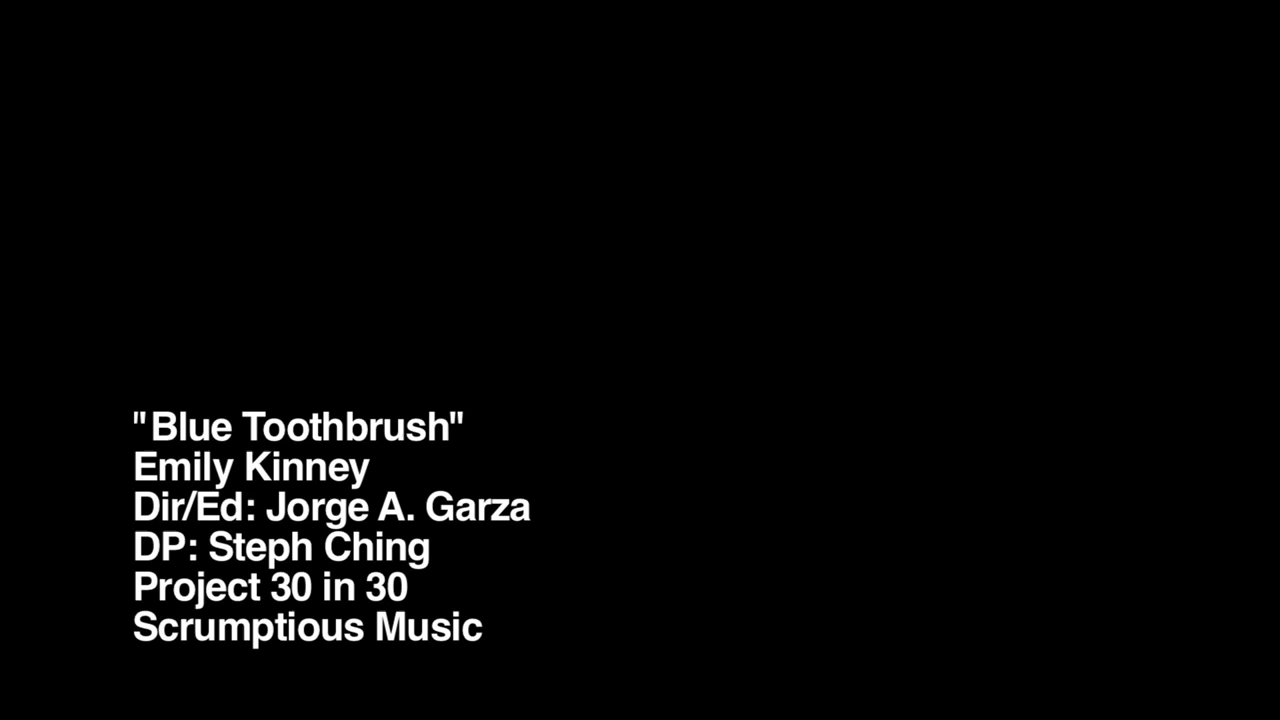 "Blue Toothbrush"
Emily Kinney
Dir/Ed: Jorge A. Garza
DP: Steph Ching
Project 30 in 30
Scrumptious Music